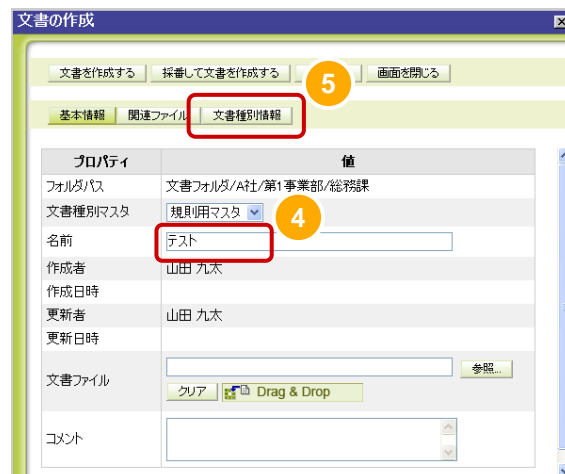 文書の作成
文書を作成する 採番して文書を作成する 画面を閉じる
5
基本情報 関連ファイル 文書種別情報
プロパティ 値
フォルダパス 文書フォルダ/A社/第1事業部/総務課
文書種別マスタ 規則用マスタ
4
名前 テスト
作成者 山田 九太
作成日時
更新者 山田 九太
更新日時
文書ファイル 参照...
クリア Drag & Drop
コメント